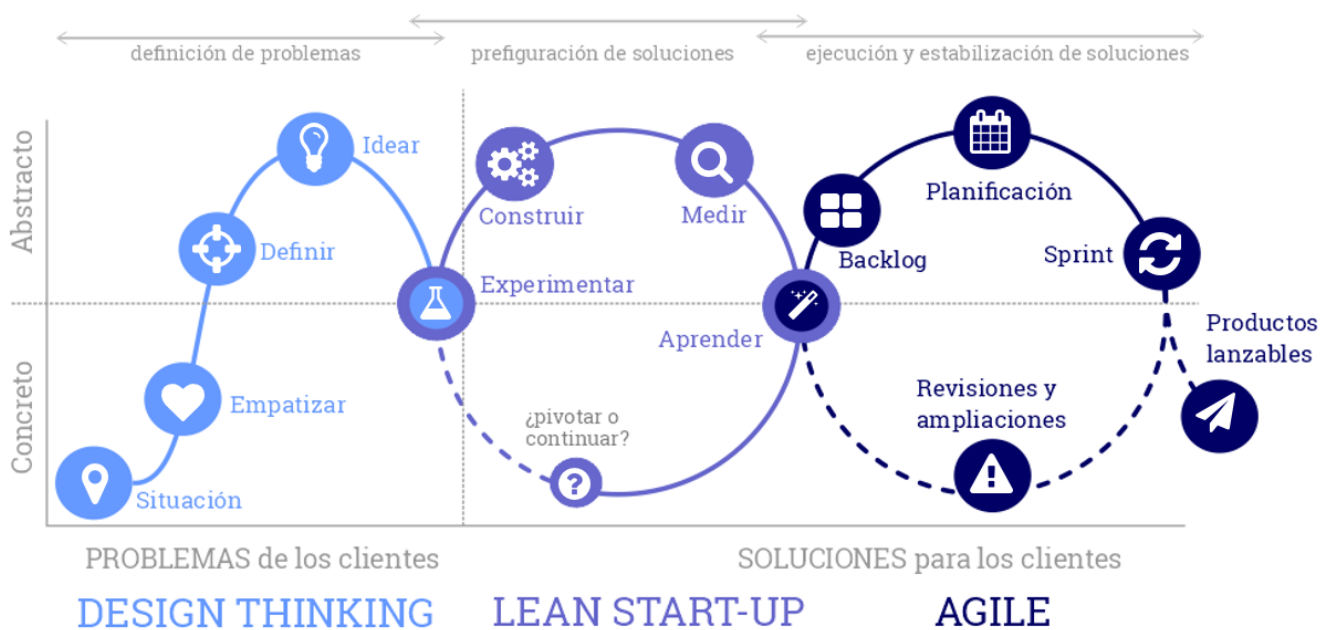 definición de problemas
prefiguración de soluciones
ejecución y estabilización de soluciones
Abstracto
Concreto
Idear
Definir
Empatizar
Situación
Construir
Medir
Experimentar
Aprender
¿pivotar o
continuar?
?
Planificación
Backlog
Sprint
Productos
lanzables
Revisiones y
ampliaciones
PROBLEMAS de los clientes
SOLUCIONES para los clientes
DESIGN THINKING
LEAN START-UP
AGILE